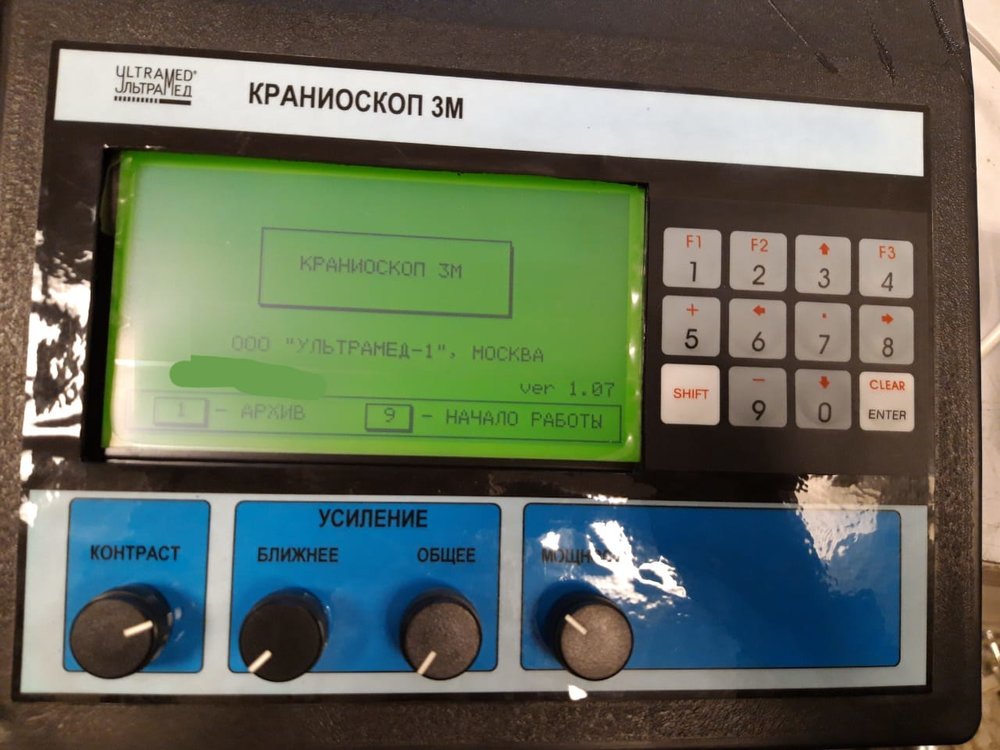 ULTRAMED®
УЛЬТРАМЕД
КРАНИОСКОП 3М
КРАНИОСКОП 3М
ООО "УЛЬТРАМЕД-1", МОСКВА
ver 1.07
1 - АРХИВ 9 - НАЧАЛО РАБОТЫ
F1 F2 ↑ F3
1 2 3 4
+ ← . →
5 6 7 8
SHIFT − ↓ CLEAR
9 0 ENTER
УСИЛЕНИЕ
КОНТРАСТ БЛИЖНЕЕ ОБЩЕЕ